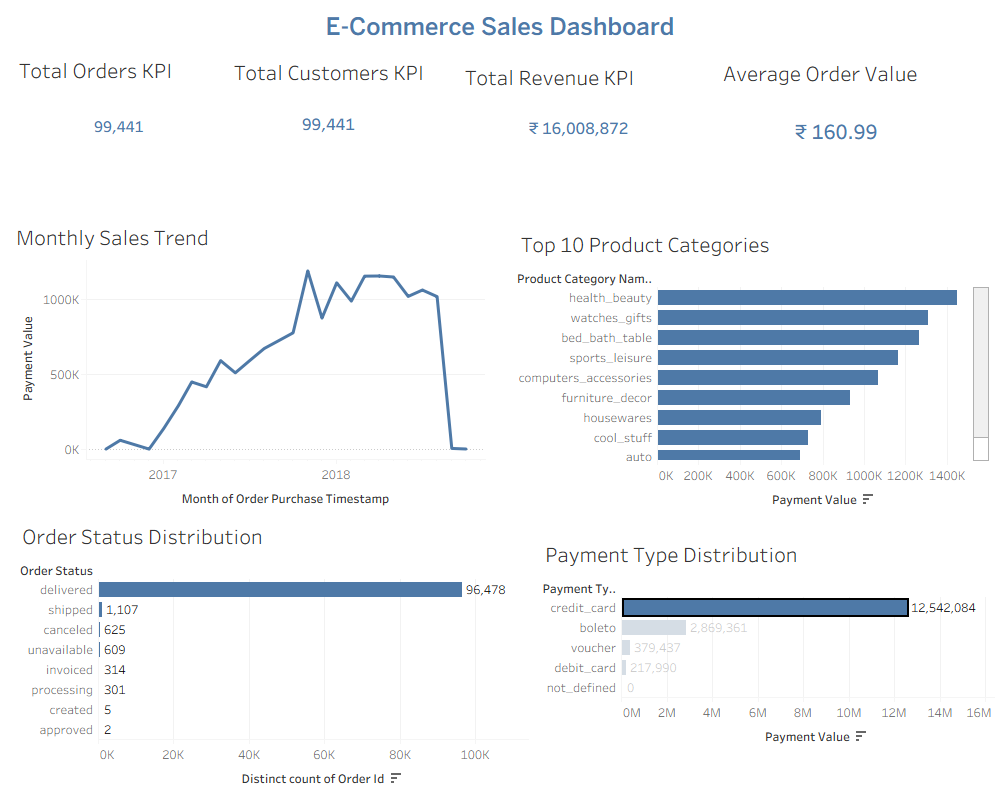 E-Commerce Sales Dashboard
Total Orders KPI
99,441
Total Customers KPI
99,441
Total Revenue KPI
₹ 16,008,872
Average Order Value
₹ 160.99
Monthly Sales Trend
Payment Value
1000K
500K
0K
2017 2018
Month of Order Purchase Timestamp
Top 10 Product Categories
Product Category Nam..
health_beauty
watches_gifts
bed_bath_table
sports_leisure
computers_accessories
furniture_decor
housewares
cool_stuff
auto
0K 200K 400K 600K 800K 1000K 1200K 1400K
Payment Value
Order Status Distribution
Order Status
delivered 96,478
shipped 1,107
canceled 625
unavailable 609
invoiced 314
processing 301
created 5
approved 2
0K 20K 40K 60K 80K 100K
Distinct count of Order Id
Payment Type Distribution
Payment Ty..
credit_card 12,542,084
boleto 2,869,361
voucher 379,437
debit_card 217,990
not_defined 0
0M 2M 4M 6M 8M 10M 12M 14M 16M
Payment Value